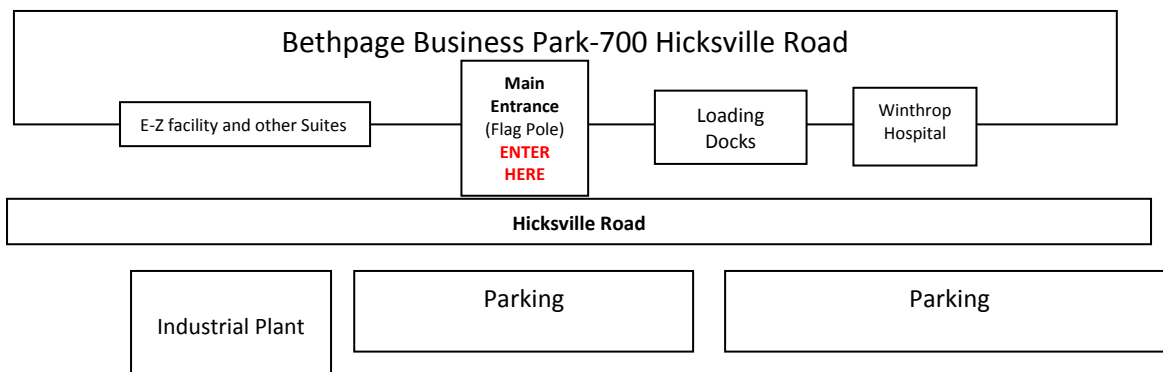 Bethpage Business Park-700 Hicksville Road
E-Z facility and other Suites
Main
Entrance
(Flag Pole)
ENTER
HERE
Loading
Docks
Winthrop
Hospital
Hicksville Road
Industrial Plant
Parking
Parking